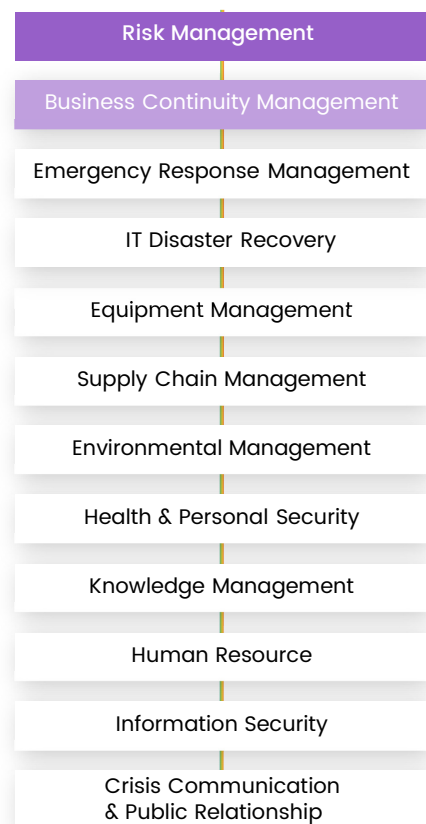 Risk Management
Business Continuity Management
Emergency Response Management
IT Disaster Recovery
Equipment Management
Supply Chain Management
Environmental Management
Health & Personal Security
Knowledge Management
Human Resource
Information Security
Crisis Communication
& Public Relationship